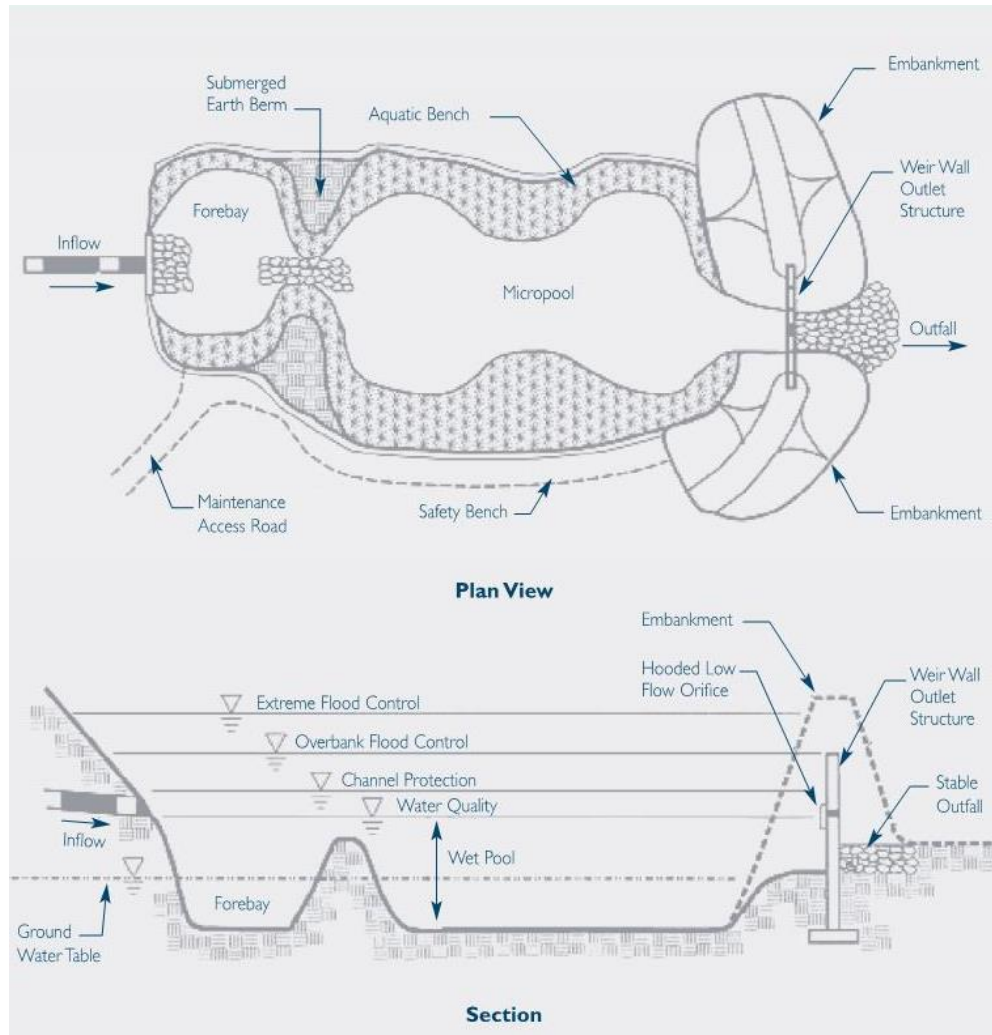 Embankment
Submerged
Earth Berm
Aquatic Bench
Weir Wall
Outlet
Structure
Forebay
Inflow
Micropool
Outfall
Maintenance
Access Road
Safety Bench
Embankment
Plan View
Embankment
Hooded Low
Flow Orifice
Weir Wall
Outlet
Structure
Extreme Flood Control
Overbank Flood Control
Channel Protection
Water Quality
Stable
Outfall
Inflow
Wet Pool
Forebay
Ground
Water Table
Section